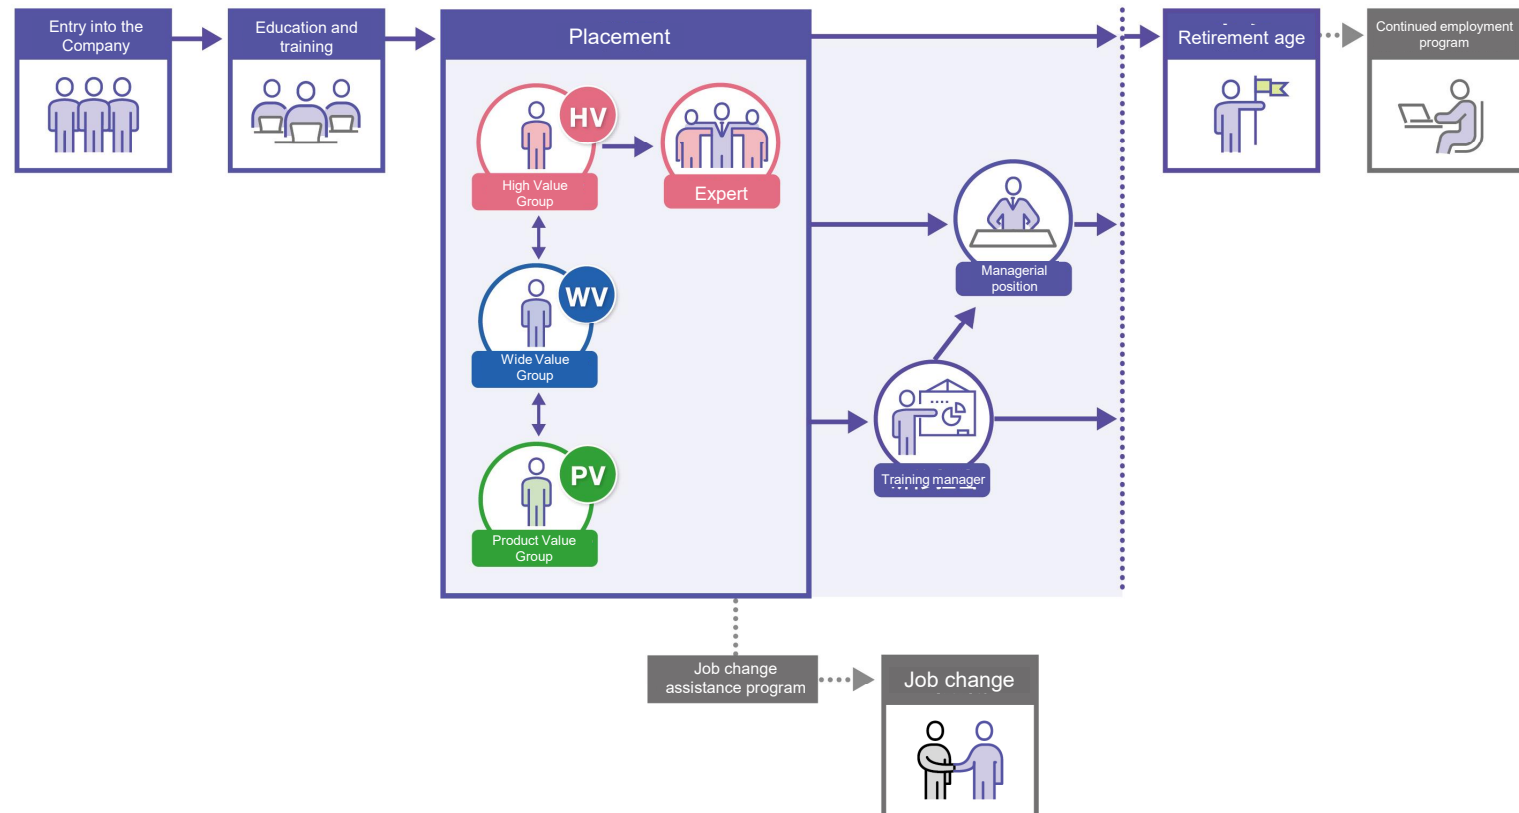 Entry into the
Company
Education and
training
Placement
Retirement age
Continued employment
program
HV
High Value
Group
Expert
WV
Wide Value
Group
PV
Product Value
Group
Managerial
position
Training manager
Job change
assistance program
Job change